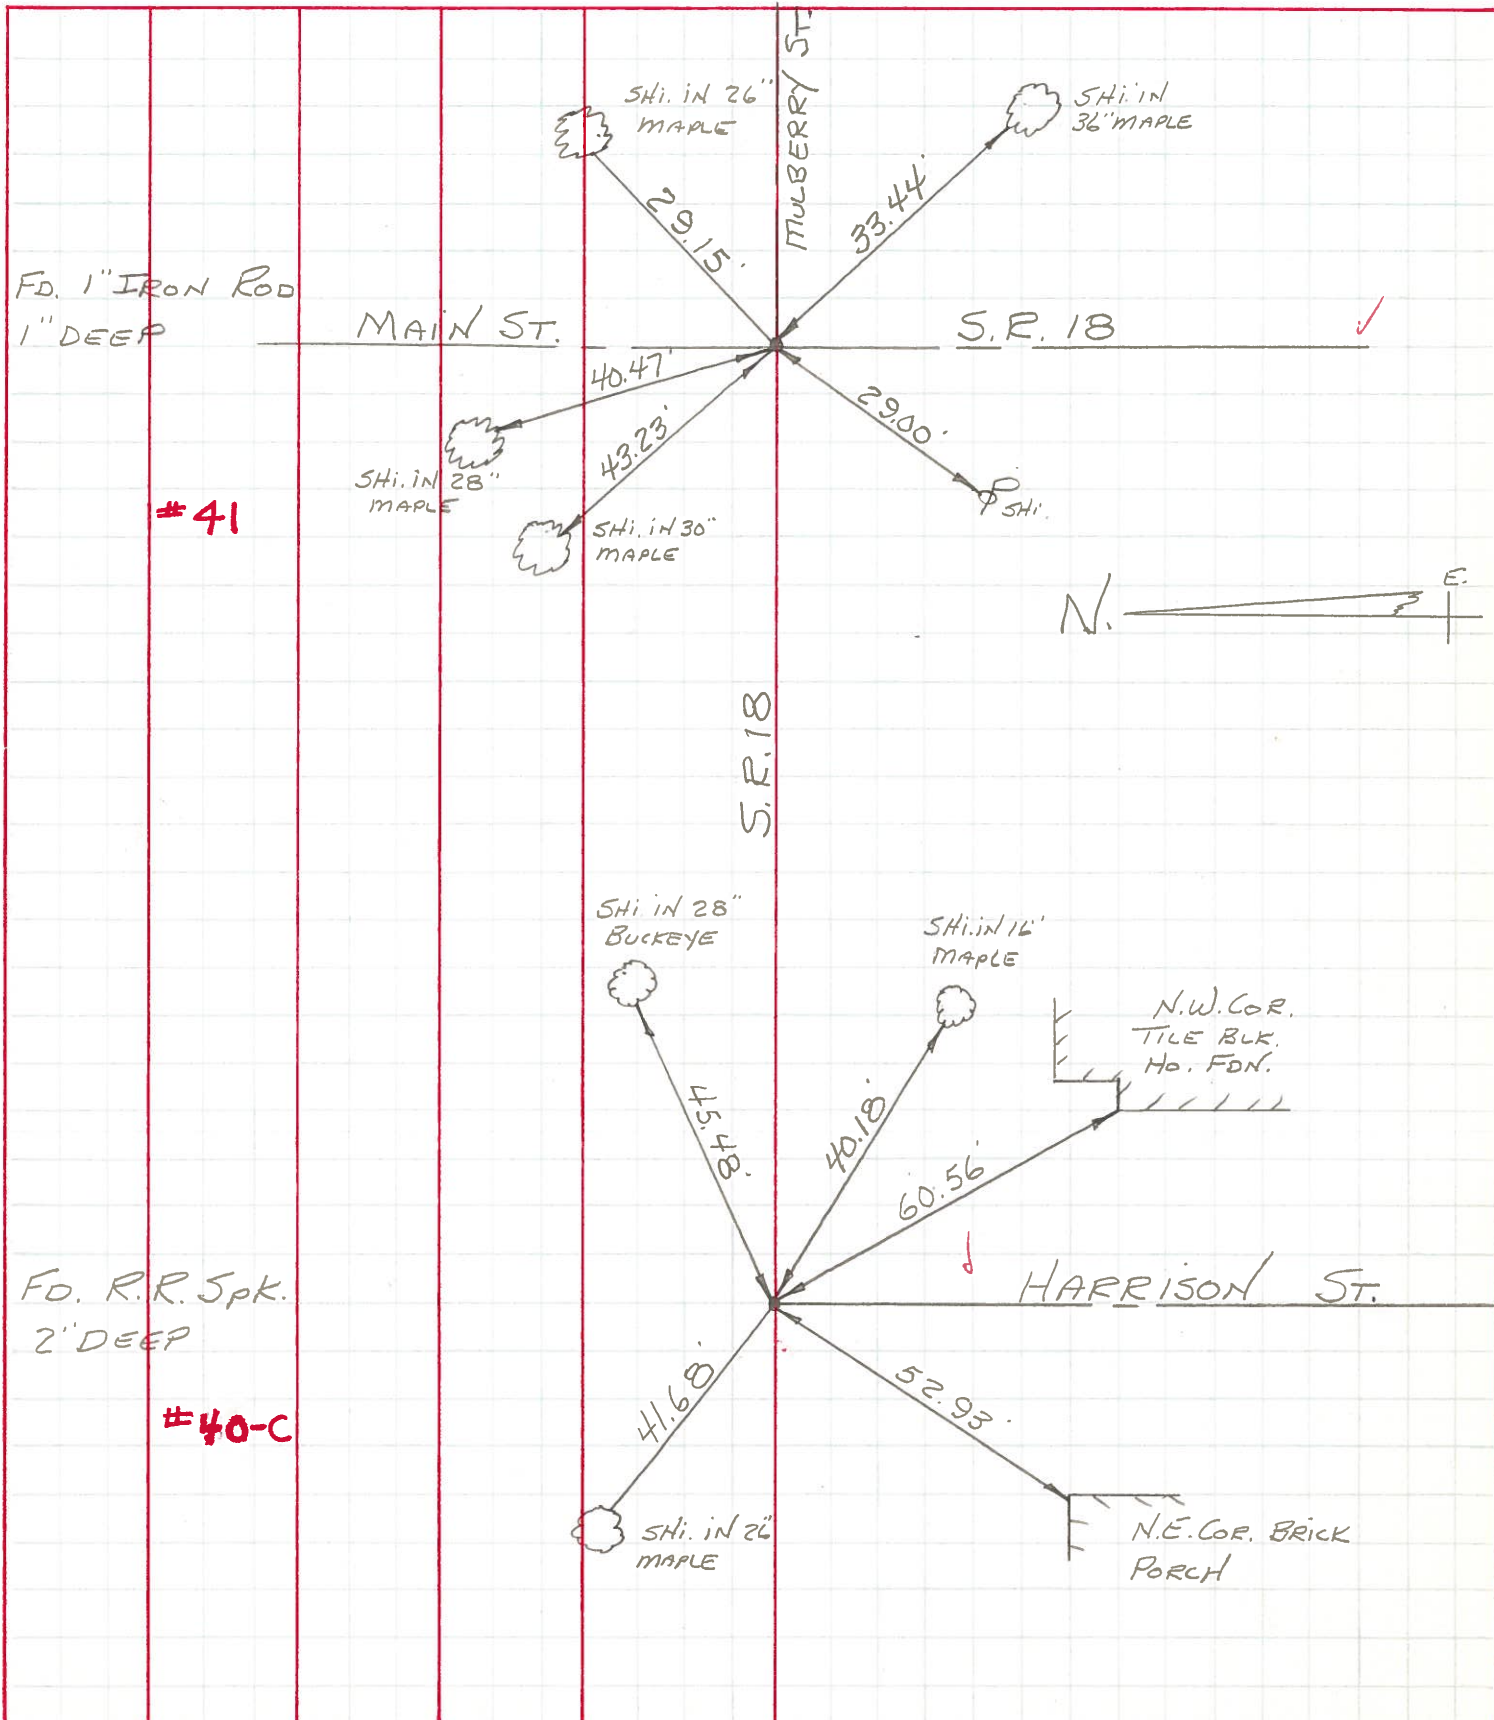 MULBERRY ST.
SHi. iN 26"
MAPLE
SHi. iN
36" MAPLE
29.15'
33.44'
FD. 1" IRON ROD
1" DEEP
MAIN ST.
S.R. 18
40.47'
43.23'
29.00'
SHi. iN 28"
MAPLE
SHi.
#41
SHi. iN 30"
MAPLE
N.
E.
S.R. 18
SHi iN 28"
BUCKEYE
SHi. iN 16"
MAPLE
N.W. COR.
TILE BLK.
HO. FDN.
45.48'
40.18'
60.56'
FD. R.R. SPK.
2" DEEP
HARRISON ST.
41.68'
52.93'
#40-C
SHi. iN 26"
MAPLE
N.E. COR. BRICK
PORCH